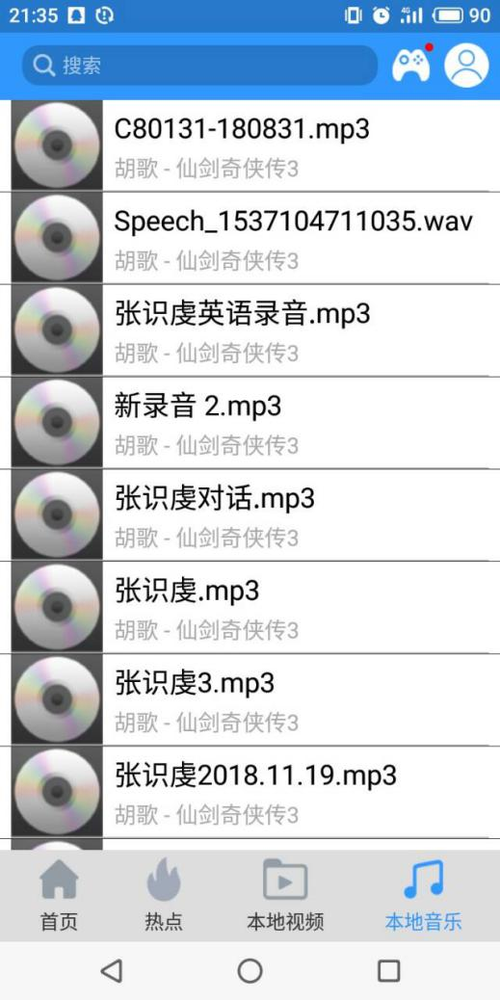 21:35
4G
90
搜索
C80131-180831.mp3
胡歌 - 仙剑奇侠传3
Speech_1537104711035.wav
胡歌 - 仙剑奇侠传3
张识虔英语录音.mp3
胡歌 - 仙剑奇侠传3
新录音 2.mp3
胡歌 - 仙剑奇侠传3
张识虔对话.mp3
胡歌 - 仙剑奇侠传3
张识虔.mp3
胡歌 - 仙剑奇侠传3
张识虔3.mp3
胡歌 - 仙剑奇侠传3
张识虔2018.11.19.mp3
胡歌 - 仙剑奇侠传3
首页
热点
本地视频
本地音乐